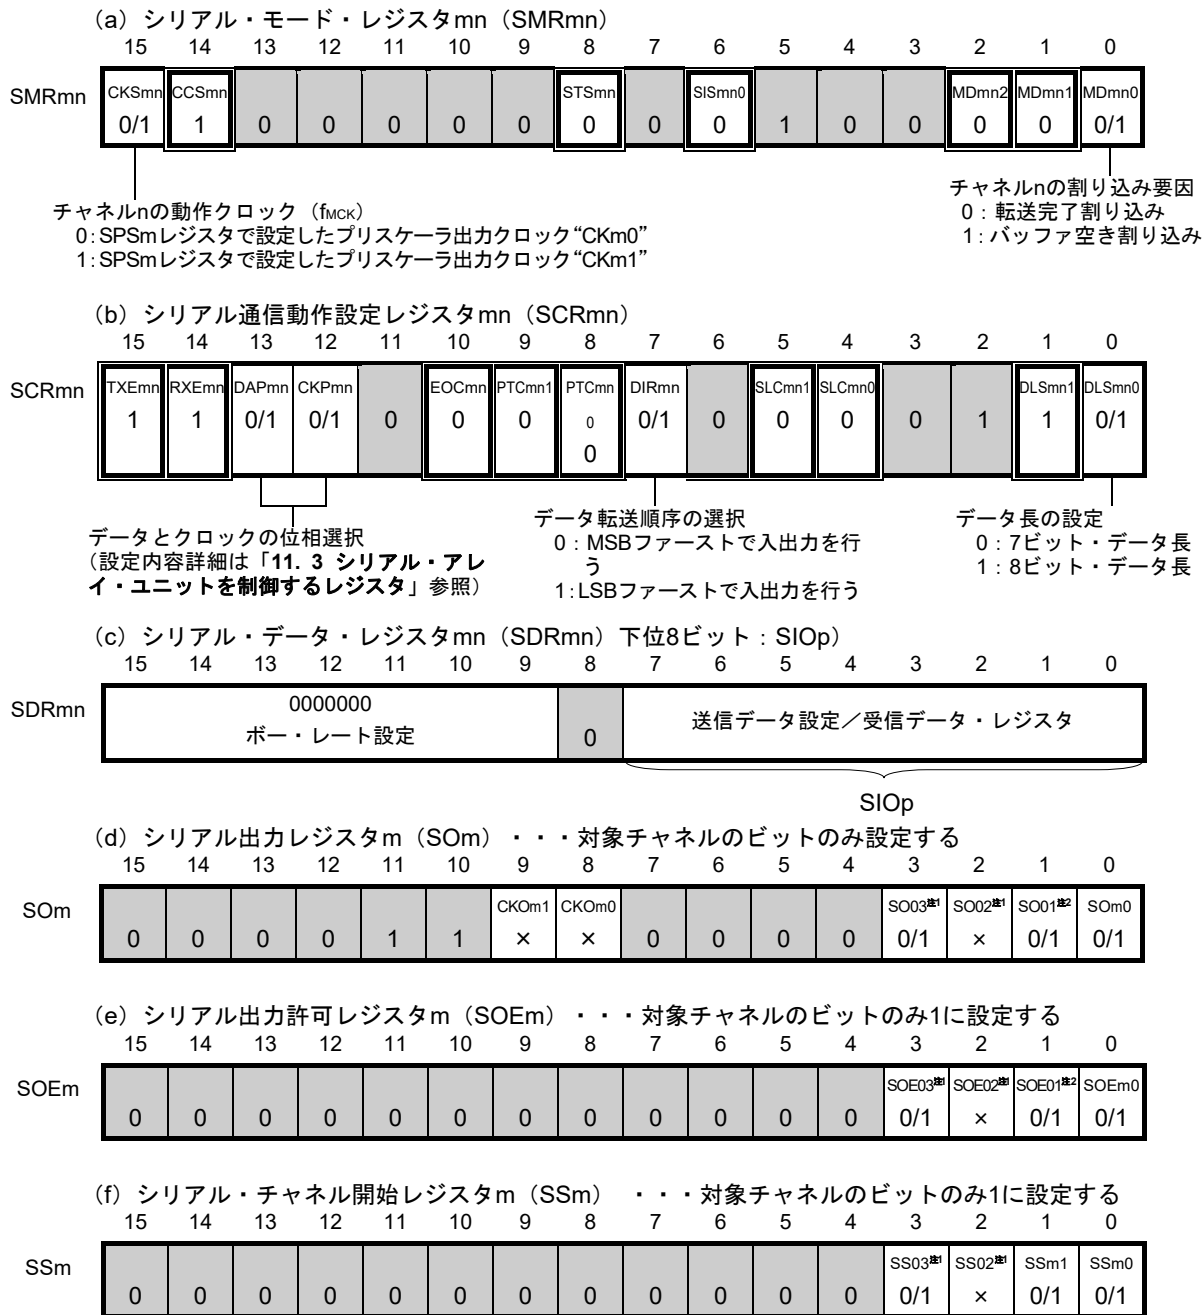 (a) シリアル・モード・レジスタmn（SMRmn）
15 14 13 12 11 10 9 8 7 6 5 4 3 2 1 0
SMRmn
CKSmn CCSmn STSmn SISmn0 MDmn2 MDmn1 MDmn0
0/1 1 0 0 0 0 0 0 0 0 1 0 0 0 0 0/1
チャネルnの動作クロック（fMCK）
0：SPSmレジスタで設定したプリスケーラ出力クロック“CKm0”
1：SPSmレジスタで設定したプリスケーラ出力クロック“CKm1”
チャネルnの割り込み要因
0：転送完了割り込み
1：バッファ空き割り込み
(b) シリアル通信動作設定レジスタmn（SCRmn）
15 14 13 12 11 10 9 8 7 6 5 4 3 2 1 0
SCRmn
TXEmn RXEmn DAPmn CKPmn EOCmn PTCmn1 PTCmn DIRmn SLCmn1 SLCmn0 DLSmn1 DLSmn0
1 1 0/1 0/1 0 0 0 0 0/1 0 0 0 0 1 1 0/1
0
データとクロックの位相選択
（設定内容詳細は「11. 3 シリアル・アレ
イ・ユニットを制御するレジスタ」参照）
データ転送順序の選択
0：MSBファーストで入出力を行
う
1：LSBファーストで入出力を行う
データ長の設定
0：7ビット・データ長
1：8ビット・データ長
(c) シリアル・データ・レジスタmn（SDRmn）下位8ビット：SIOp）
15 14 13 12 11 10 9 8 7 6 5 4 3 2 1 0
SDRmn
0000000
ボー・レート設定
0
送信データ設定／受信データ・レジスタ
SIOp
(d) シリアル出力レジスタm（SOm）・・・対象チャネルのビットのみ設定する
15 14 13 12 11 10 9 8 7 6 5 4 3 2 1 0
SOm
CKOm1 CKOm0 SO03注1 SO02注1 SO01注2 SOm0
0 0 0 0 1 1 × × 0 0 0 0 0/1 × 0/1 0/1
(e) シリアル出力許可レジスタm（SOEm）・・・対象チャネルのビットのみ1に設定する
15 14 13 12 11 10 9 8 7 6 5 4 3 2 1 0
SOEm
SOE03注1 SOE02注1 SOE01注2 SOEm0
0 0 0 0 0 0 0 0 0 0 0 0 0/1 × 0/1 0/1
(f) シリアル・チャネル開始レジスタm（SSm） ・・・対象チャネルのビットのみ1に設定する
15 14 13 12 11 10 9 8 7 6 5 4 3 2 1 0
SSm
SS03注1 SS02注1 SSm1 SSm0
0 0 0 0 0 0 0 0 0 0 0 0 0/1 × 0/1 0/1